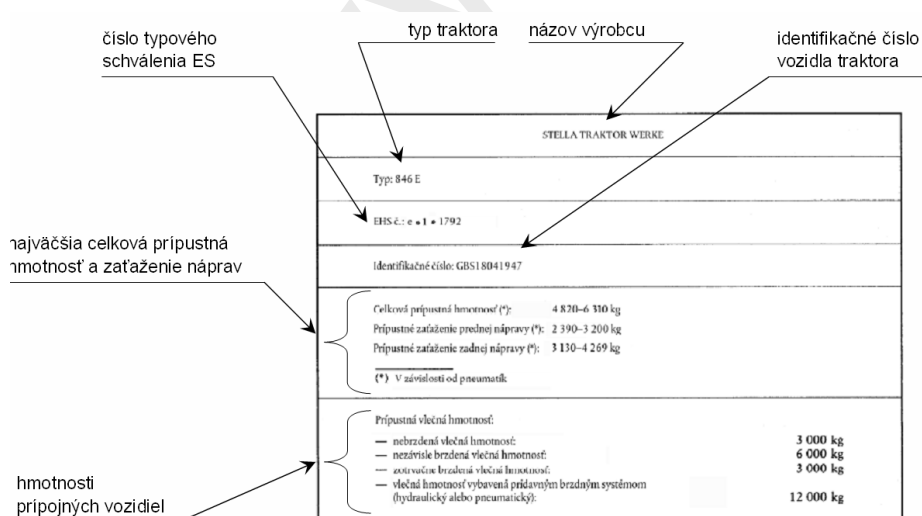 číslo typového
schválenia ES
typ traktora
názov výrobcu
identifikačné číslo
vozidla traktora
STELLA TRAKTOR WERKE
Typ: 846 E
EHS č.: e • 1 • 1792
Identifikačné číslo: GBS18041947
najväčšia celková prípustná
hmotnosť a zaťaženie náprav
Celková prípustná hmotnosť (*): 4 820–6 310 kg
Prípustné zaťaženie prednej nápravy (*): 2 390–3 200 kg
Prípustné zaťaženie zadnej nápravy (*): 3 130–4 269 kg
(*) V závislosti od pneumatík
Prípustná vlečná hmotnosť:
— nebrzdená vlečná hmotnosť: 3 000 kg
— nezávisle brzdená vlečná hmotnosť: 6 000 kg
— zotrvačne brzdená vlečná hmotnosť: 3 000 kg
— vlečná hmotnosť vybavená prídavným brzdným systémom
(hydraulický alebo pneumatický): 12 000 kg
hmotnosti
prípojných vozidiel